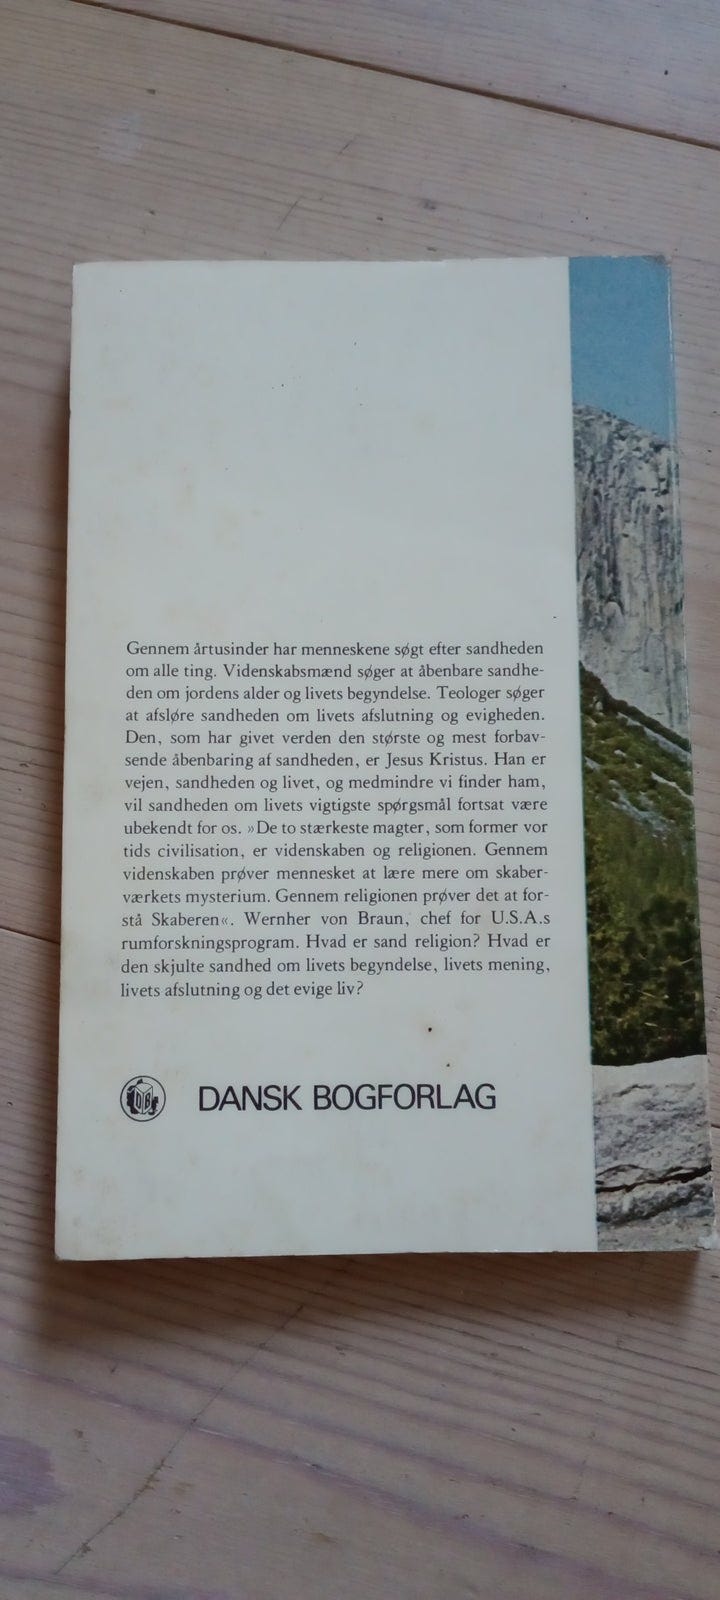 Gennem årtusinder har menneskene søgt efter sandheden
om alle ting. Videnskabsmænd søger at åbenbare sandhe-
den om jordens alder og livets begyndelse. Teologer søger
at afsløre sandheden om livets afslutning og evigheden.
Den, som har givet verden den største og mest forbav-
sende åbenbaring af sandheden, er Jesus Kristus. Han er
vejen, sandheden og livet, og medmindre vi finder ham,
vil sandheden om livets vigtigste spørgsmål fortsat være
ubekendt for os. »De to stærkeste magter, som former vor
tids civilisation, er videnskaben og religionen. Gennem
videnskaben prøver mennesket at lære mere om skaber-
værkets mysterium. Gennem religionen prøver det at for-
stå Skaberen«. Wernher von Braun, chef for U.S.A.s
rumforskningsprogram. Hvad er sand religion? Hvad er
den skjulte sandhed om livets begyndelse, livets mening,
livets afslutning og det evige liv?
DBF DANSK BOGFORLAG